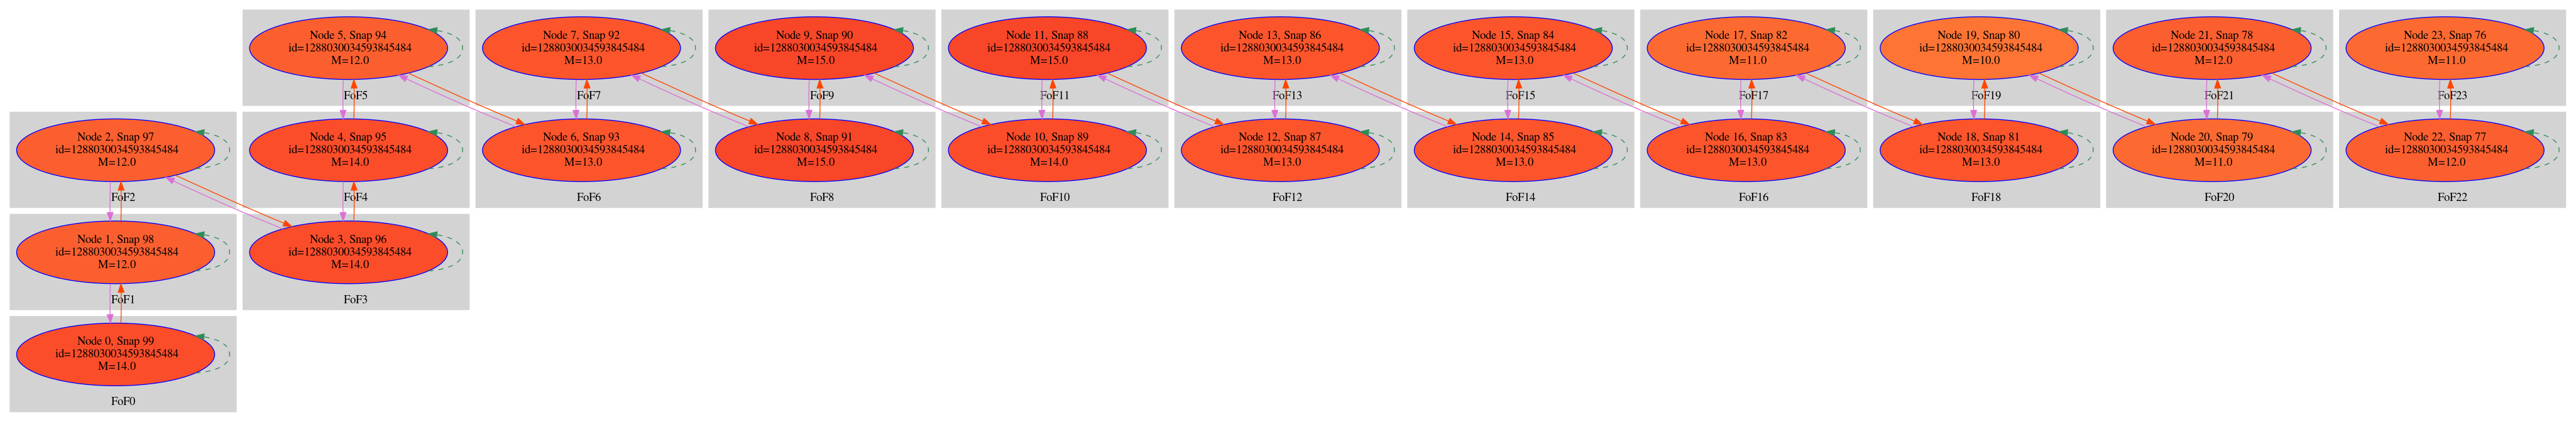 Node 5, Snap 94
id=1288030034593845484
M=12.0
FoF5
Node 7, Snap 92
id=1288030034593845484
M=13.0
FoF7
Node 9, Snap 90
id=1288030034593845484
M=15.0
FoF9
Node 11, Snap 88
id=1288030034593845484
M=15.0
FoF11
Node 13, Snap 86
id=1288030034593845484
M=13.0
FoF13
Node 15, Snap 84
id=1288030034593845484
M=13.0
FoF15
Node 17, Snap 82
id=1288030034593845484
M=11.0
FoF17
Node 19, Snap 80
id=1288030034593845484
M=10.0
FoF19
Node 21, Snap 78
id=1288030034593845484
M=12.0
FoF21
Node 23, Snap 76
id=1288030034593845484
M=11.0
FoF23
Node 2, Snap 97
id=1288030034593845484
M=12.0
FoF2
Node 4, Snap 95
id=1288030034593845484
M=14.0
FoF4
Node 6, Snap 93
id=1288030034593845484
M=13.0
FoF6
Node 8, Snap 91
id=1288030034593845484
M=15.0
FoF8
Node 10, Snap 89
id=1288030034593845484
M=14.0
FoF10
Node 12, Snap 87
id=1288030034593845484
M=13.0
FoF12
Node 14, Snap 85
id=1288030034593845484
M=13.0
FoF14
Node 16, Snap 83
id=1288030034593845484
M=13.0
FoF16
Node 18, Snap 81
id=1288030034593845484
M=13.0
FoF18
Node 20, Snap 79
id=1288030034593845484
M=11.0
FoF20
Node 22, Snap 77
id=1288030034593845484
M=12.0
FoF22
Node 1, Snap 98
id=1288030034593845484
M=12.0
FoF1
Node 3, Snap 96
id=1288030034593845484
M=14.0
FoF3
Node 0, Snap 99
id=1288030034593845484
M=14.0
FoF0